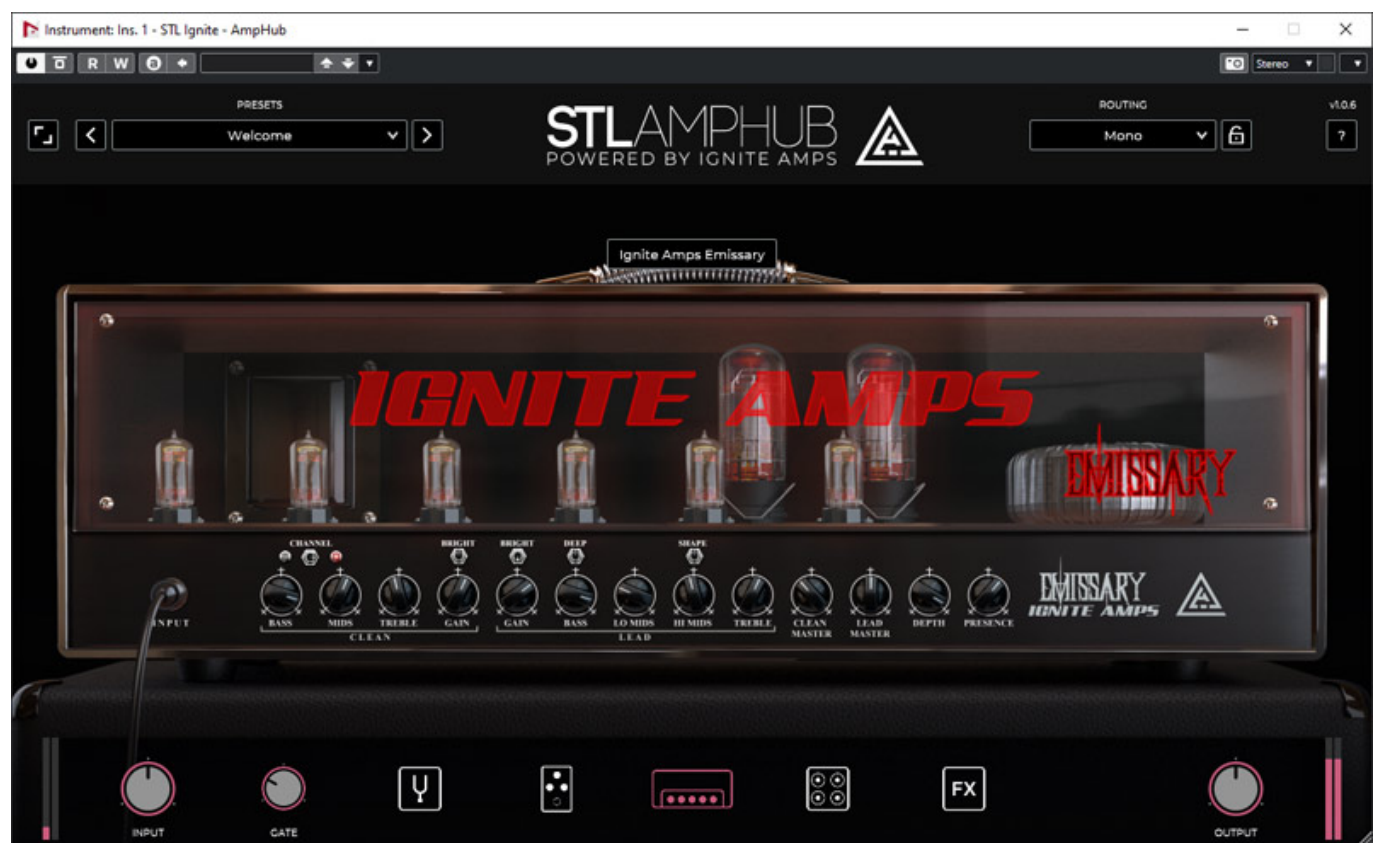 Instrument: Ins. 1 - STL Ignite - AmpHub
R W
Stereo
PRESETS
Welcome
STLAMPHUB
POWERED BY IGNITE AMPS
ROUTING
Mono
v1.0.6
?
Ignite Amps Emissary
IGNITE AMPS
EMISSARY
CHANNEL BRIGHT BRIGHT DEEP SHAPE
INPUT
BASS MIDS TREBLE GAIN GAIN BASS LO MIDS HI MIDS TREBLE CLEAN MASTER LEAD MASTER DEPTH PRESENCE
CLEAN LEAD
EMISSARY
IGNITE AMPS
FX
INPUT GATE OUTPUT